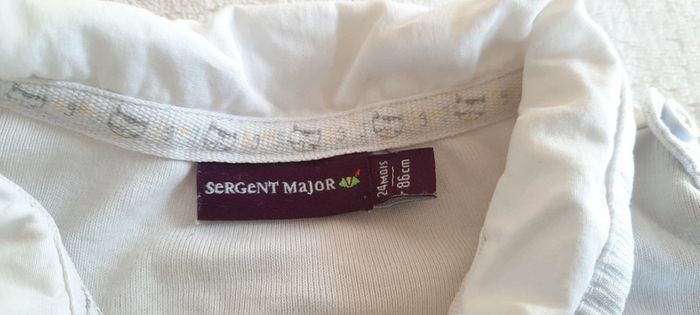 SERGENT MAJOR
24 MOIS
86cm